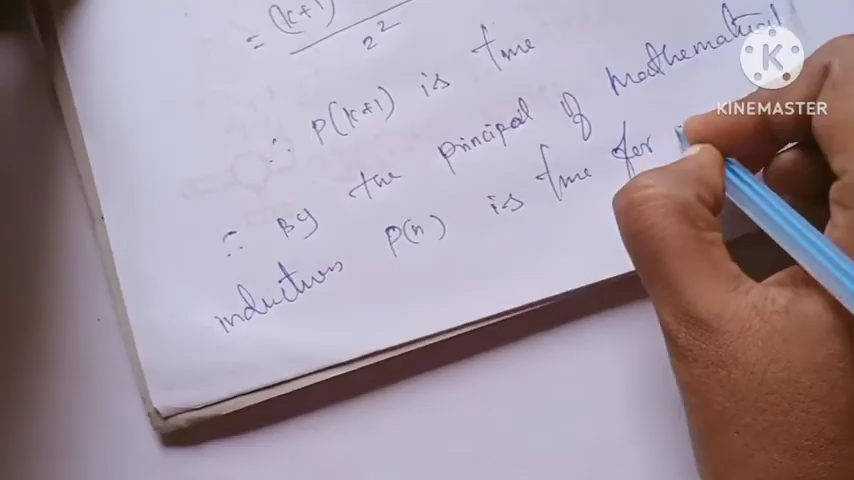 = (k+1) / 2²
∴ P(k+1) is true
∴ By the principal of Mathematical
induction P(n) is true for
K
KINEMASTER